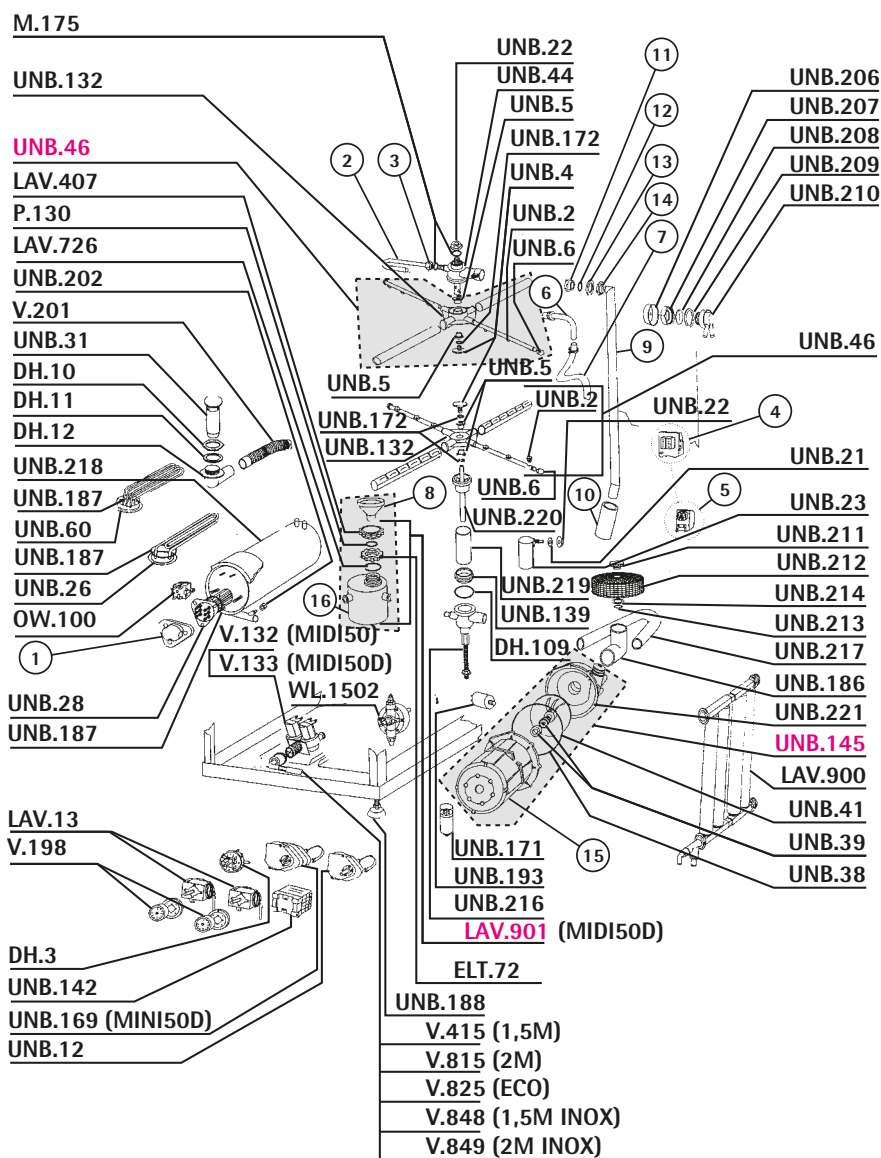 M.175
UNB.132
UNB.46
LAV.407
P.130
LAV.726
UNB.202
V.201
UNB.31
DH.10
DH.11
DH.12
UNB.218
UNB.187
UNB.60
UNB.187
UNB.26
OW.100
1
UNB.28
UNB.187
2
3
UNB.22
UNB.44
UNB.5
UNB.172
UNB.4
UNB.2
UNB.6
11
12
13
14
7
6
UNB.206
UNB.207
UNB.208
UNB.209
UNB.210
9
UNB.46
UNB.5
UNB.5
UNB.2
UNB.172
UNB.132
UNB.6
UNB.22
4
UNB.21
5
UNB.23
UNB.211
UNB.212
UNB.214
UNB.213
UNB.217
UNB.186
UNB.221
UNB.145
LAV.900
UNB.41
UNB.39
UNB.38
8
10
UNB.220
UNB.219
UNB.139
DH.109
16
V.132 (MIDI50)
V.133 (MIDI50D)
WL.1502
15
UNB.171
UNB.193
UNB.216
LAV.901 (MIDI50D)
ELT.72
UNB.188
V.415 (1,5M)
V.815 (2M)
V.825 (ECO)
V.848 (1,5M INOX)
V.849 (2M INOX)
LAV.13
V.198
DH.3
UNB.142
UNB.169 (MINI50D)
UNB.12